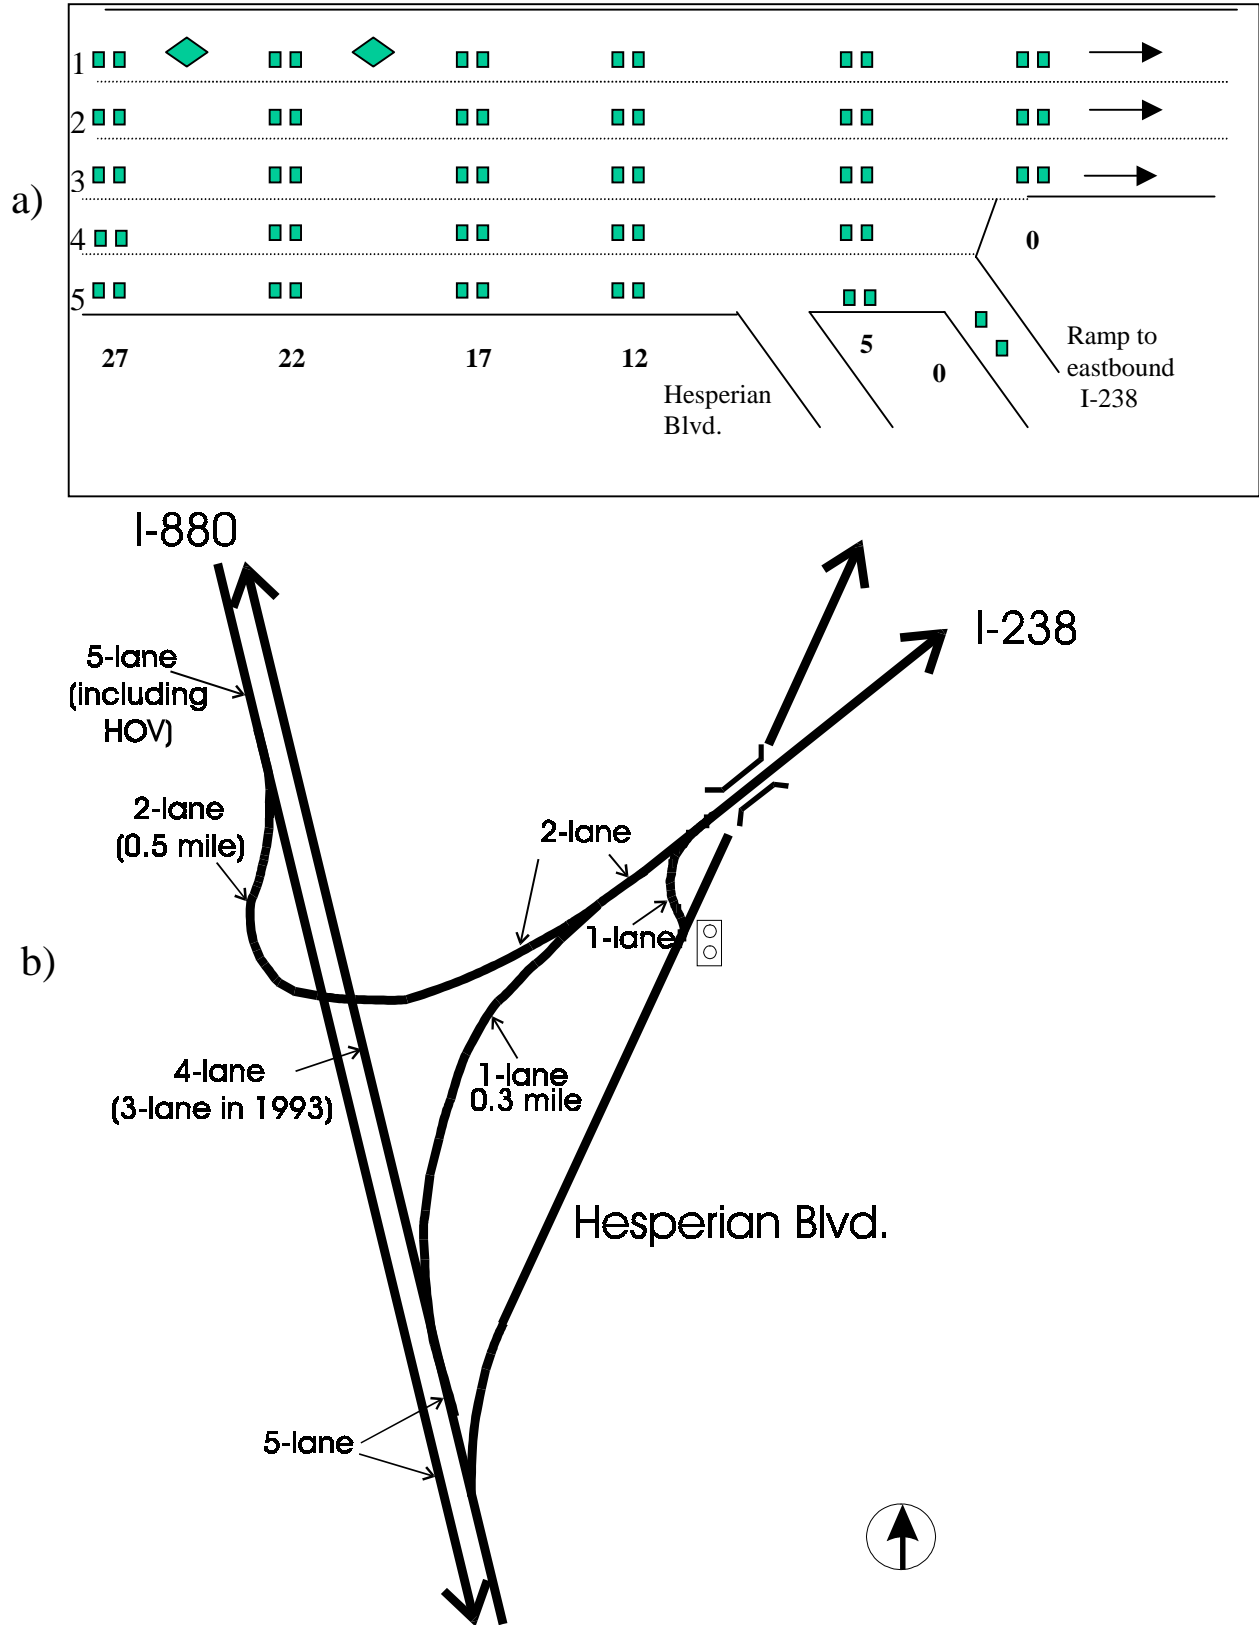 a)
1
2
3
4
5
0
27
22
17
12
5
0
Hesperian
Blvd.
Ramp to
eastbound
I-238
b)
I-880
I-238
5-lane
(including
HOV)
2-lane
(0.5 mile)
2-lane
1-lane
4-lane
(3-lane in 1993)
1-lane
0.3 mile
Hesperian Blvd.
5-lane